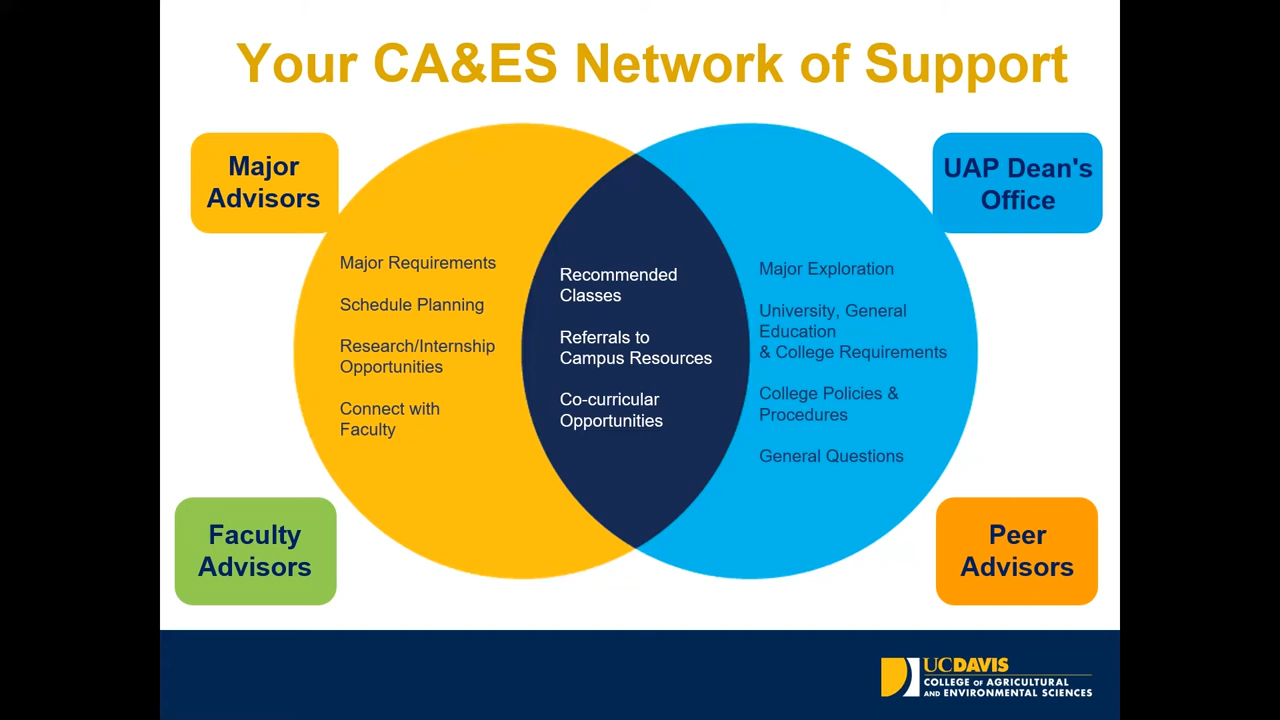 Your CA&ES Network of Support
Major
Advisors
UAP Dean's
Office
Major Requirements
Schedule Planning
Research/Internship
Opportunities
Connect with
Faculty
Recommended
Classes
Referrals to
Campus Resources
Co-curricular
Opportunities
Major Exploration
University, General
Education
& College Requirements
College Policies &
Procedures
General Questions
Faculty
Advisors
Peer
Advisors
UCDAVIS
COLLEGE OF AGRICULTURAL
AND ENVIRONMENTAL SCIENCES